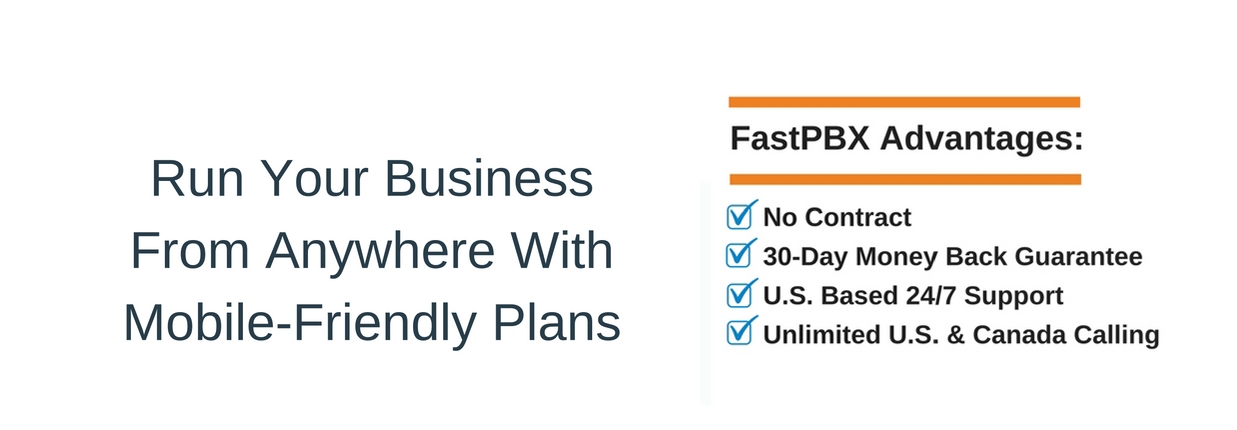 Run Your Business
From Anywhere With
Mobile-Friendly Plans
FastPBX Advantages:
No Contract
30-Day Money Back Guarantee
U.S. Based 24/7 Support
Unlimited U.S. & Canada Calling